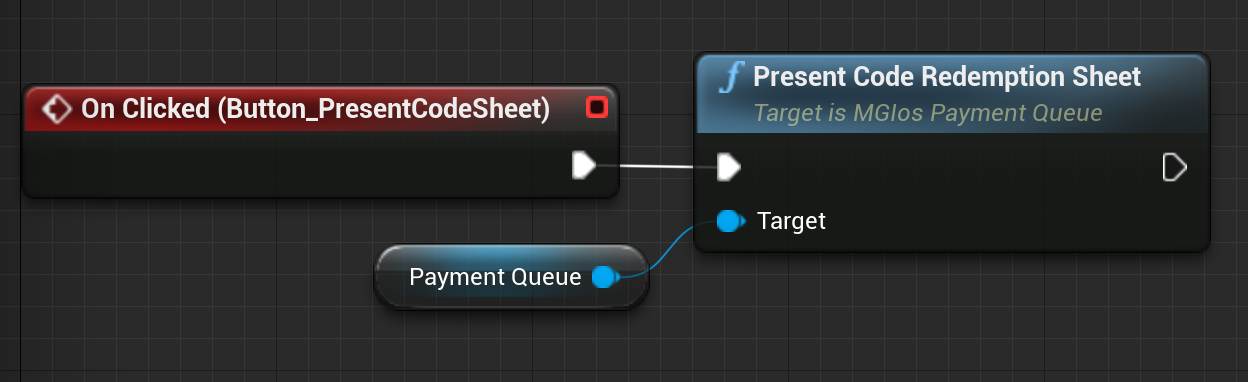 On Clicked (Button_PresentCodeSheet)
Present Code Redemption Sheet
Target is MGIos Payment Queue
Target
Payment Queue